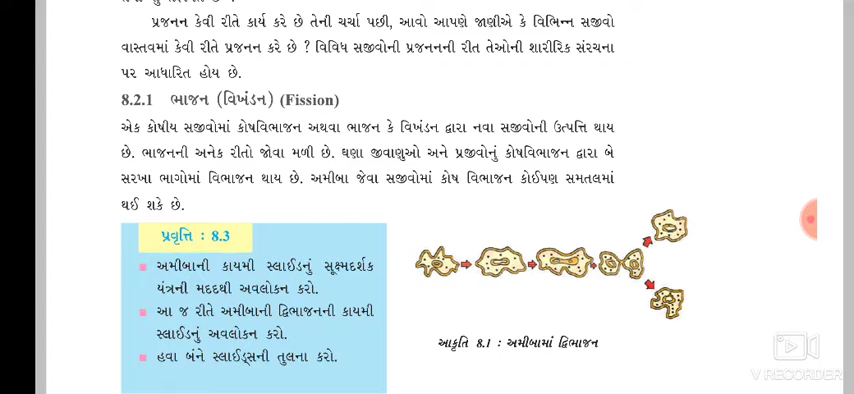 પ્રજનન કેવી રીતે કાર્ય કરે છે તેની ચર્ચા પછી, આવો આપણે જાણીએ કે વિભિન્ન સજીવો
વાસ્તવમાં કેવી રીતે પ્રજનન કરે છે ? વિવિધ સજીવોની પ્રજનનની રીત તેઓની શારીરિક સંરચના
પર આધારિત હોય છે.
8.2.1 ભાજન (વિખંડન) (Fission)
એક કોષીય સજીવોમાં કોષવિભાજન અથવા ભાજન કે વિખંડન દ્વારા નવા સજીવોની ઉત્પત્તિ થાય
છે. ભાજનની અનેક રીતો જોવા મળી છે. ઘણા જીવાણુઓ અને પ્રજીવોનું કોષવિભાજન દ્વારા બે
સરખા ભાગોમાં વિભાજન થાય છે. અમીબા જેવા સજીવોમાં કોષ વિભાજન કોઈપણ સમતલમાં
થઈ શકે છે.
પ્રવૃત્તિ : 8.3
અમીબાની કાયમી સ્લાઈડનું સૂક્ષ્મદર્શક
યંત્રની મદદથી અવલોકન કરો.
આ જ રીતે અમીબાની દ્વિભાજનની કાયમી
સ્લાઈડનું અવલોકન કરો.
હવા બંને સ્લાઈડ્સની તુલના કરો.
આકૃતિ 8.1 : અમીબામાં દ્વિભાજન
V RECORDER